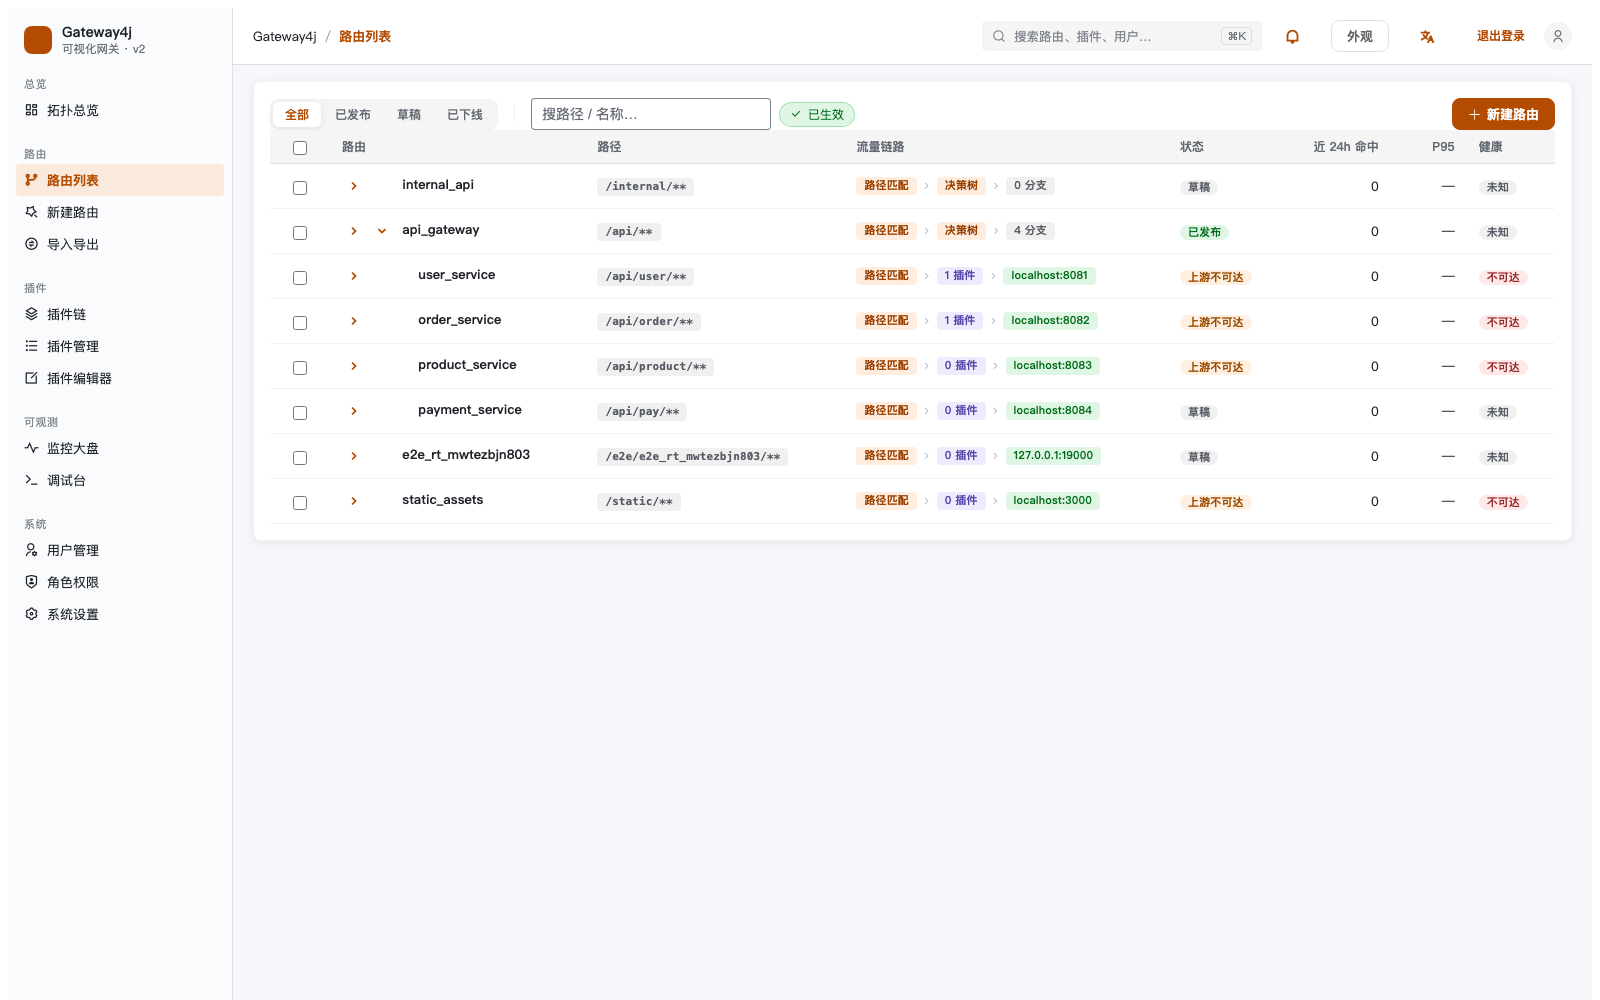 Gateway4j
可视化网关 · v2
总览
拓扑总览
路由
路由列表
新建路由
导入导出
插件
插件链
插件管理
插件编辑器
可观测
监控大盘
调试台
系统
用户管理
角色权限
系统设置
Gateway4j / 路由列表
搜索路由、插件、用户... ⌘K
外观
退出登录
全部 已发布 草稿 已下线
搜路径 / 名称...
已生效
新建路由
路由 路径 流量链路 状态 近 24h 命中 P95 健康
internal_api /internal/** 路径匹配 决策树 0 分支 草稿 0 — 未知
api_gateway /api/** 路径匹配 决策树 4 分支 已发布 0 — 未知
user_service /api/user/** 路径匹配 1 插件 localhost:8081 上游不可达 0 — 不可达
order_service /api/order/** 路径匹配 1 插件 localhost:8082 上游不可达 0 — 不可达
product_service /api/product/** 路径匹配 0 插件 localhost:8083 上游不可达 0 — 不可达
payment_service /api/pay/** 路径匹配 0 插件 localhost:8084 草稿 0 — 未知
e2e_rt_mwtezbjn803 /e2e/e2e_rt_mwtezbjn803/** 路径匹配 0 插件 127.0.0.1:19000 草稿 0 — 未知
static_assets /static/** 路径匹配 0 插件 localhost:3000 上游不可达 0 — 不可达